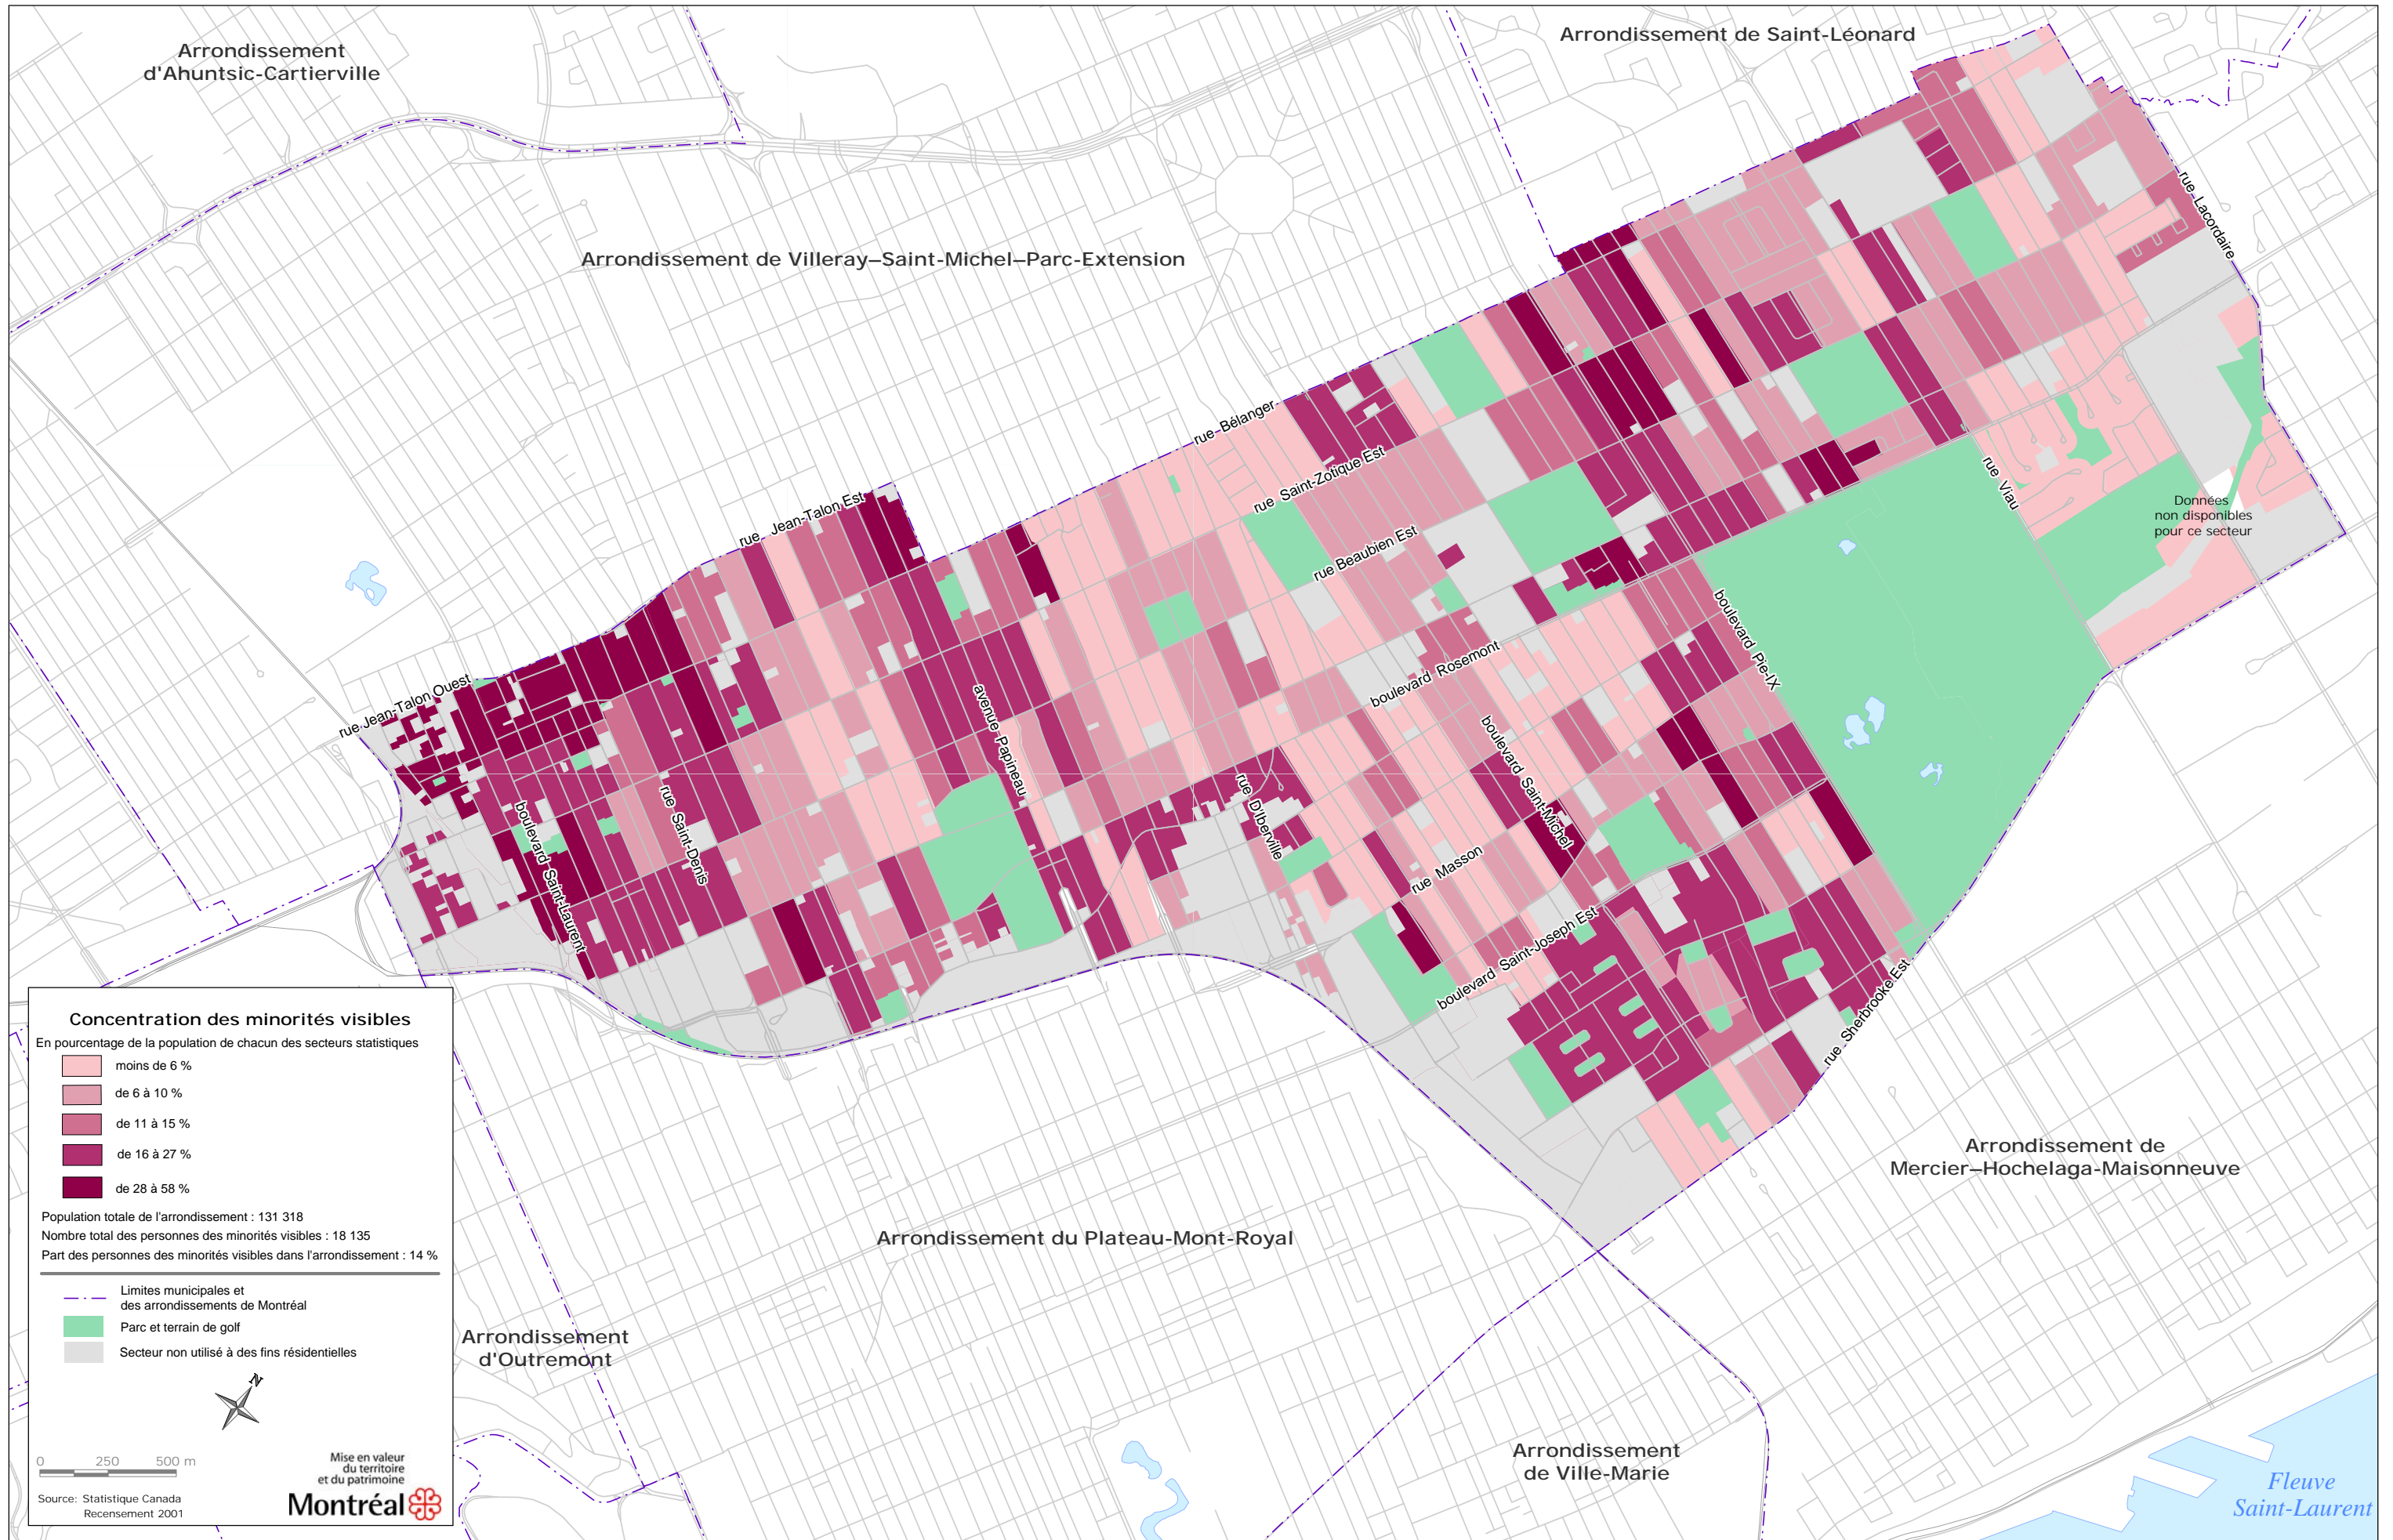 Arrondissement
d'Ahuntsic-Cartierville
Arrondissement de Saint-Léonard
Arrondissement de Villeray–Saint-Michel–Parc-Extension
rue Lacordaire
rue Bélanger
rue Saint-Zotique Est
rue Jean-Talon Est
rue Beaubien Est
rue Viau
Données
non disponibles
pour ce secteur
boulevard Pie-IX
boulevard Rosemont
rue Jean-Talon Ouest
avenue Papineau
boulevard Saint-Michel
rue D'Iberville
rue Saint-Denis
boulevard Saint-Laurent
rue Masson
boulevard Saint-Joseph Est
rue Sherbrooke Est
Concentration des minorités visibles
En pourcentage de la population de chacun des secteurs statistiques
moins de 6 %
de 6 à 10 %
de 11 à 15 %
de 16 à 27 %
de 28 à 58 %
Population totale de l'arrondissement : 131 318
Nombre total des personnes des minorités visibles : 18 135
Part des personnes des minorités visibles dans l'arrondissement : 14 %
Limites municipales et
des arrondissements de Montréal
Parc et terrain de golf
Secteur non utilisé à des fins résidentielles
N
0 250 500 m
Source: Statistique Canada
Recensement 2001
Mise en valeur
du territoire
et du patrimoine
Montréal
Arrondissement
d'Outremont
Arrondissement du Plateau-Mont-Royal
Arrondissement de
Mercier–Hochelaga-Maisonneuve
Arrondissement
de Ville-Marie
Fleuve
Saint-Laurent